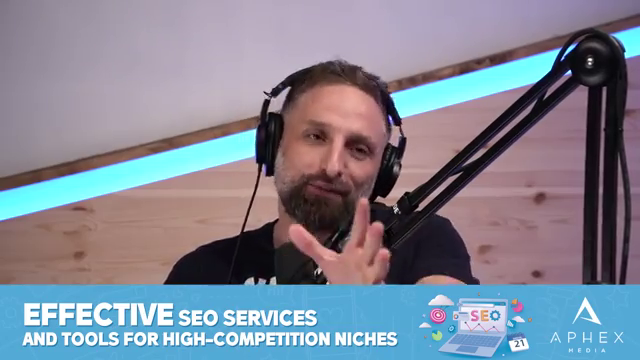 EFFECTIVE SEO SERVICES
AND TOOLS FOR HIGH-COMPETITION NICHES
SEO
21
APHEX
MEDIA